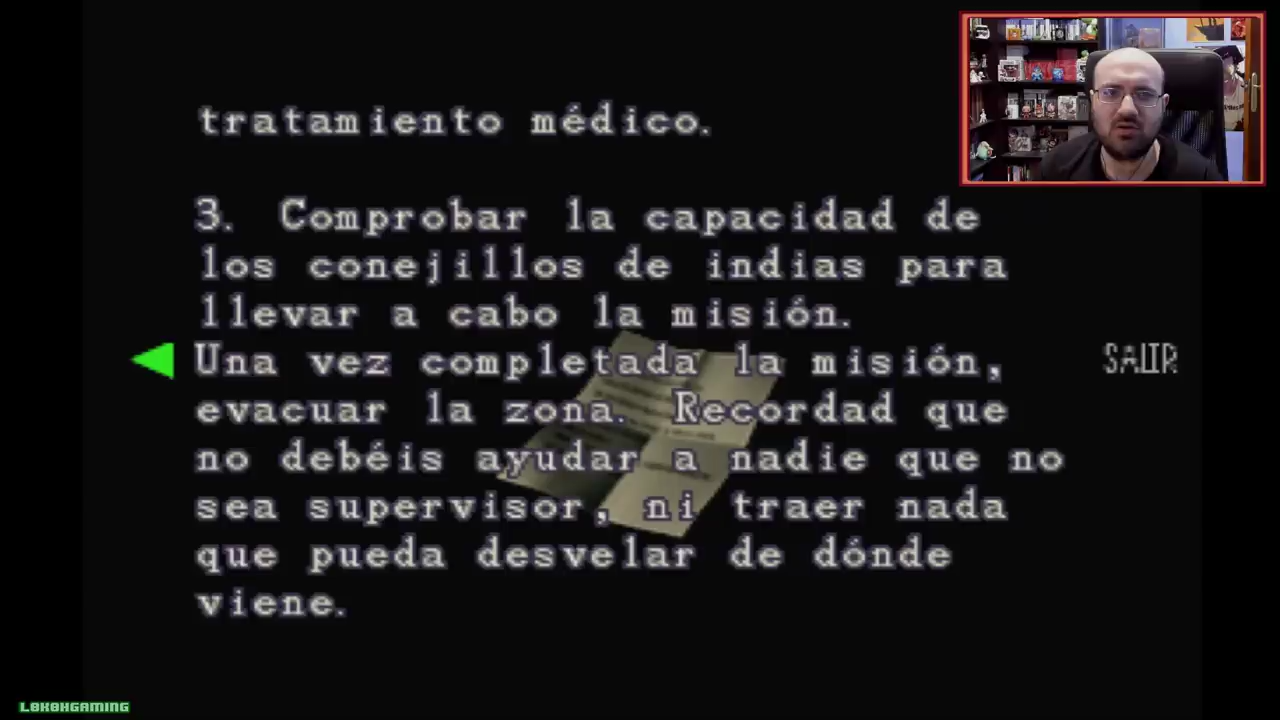 tratamiento médico.
3. Comprobar la capacidad de
los conejillos de indias para
llevar a cabo la misión.
Una vez completada la misión,
evacuar la zona. Recordad que
no debéis ayudar a nadie que no
sea supervisor, ni traer nada
que pueda desvelar de dónde
viene.
SALIR
L0K0XGAMING